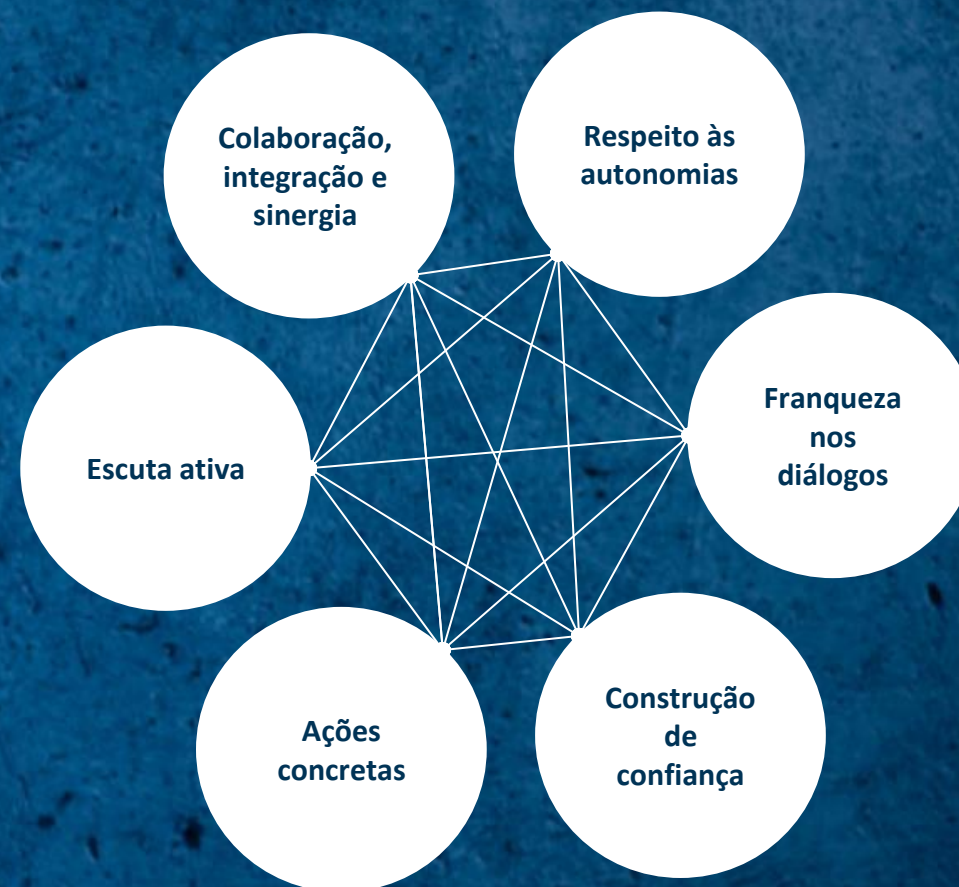 Colaboração,
integração e
sinergia
Respeito às
autonomias
Franqueza
nos
diálogos
Escuta ativa
Ações
concretas
Construção
de
confiança